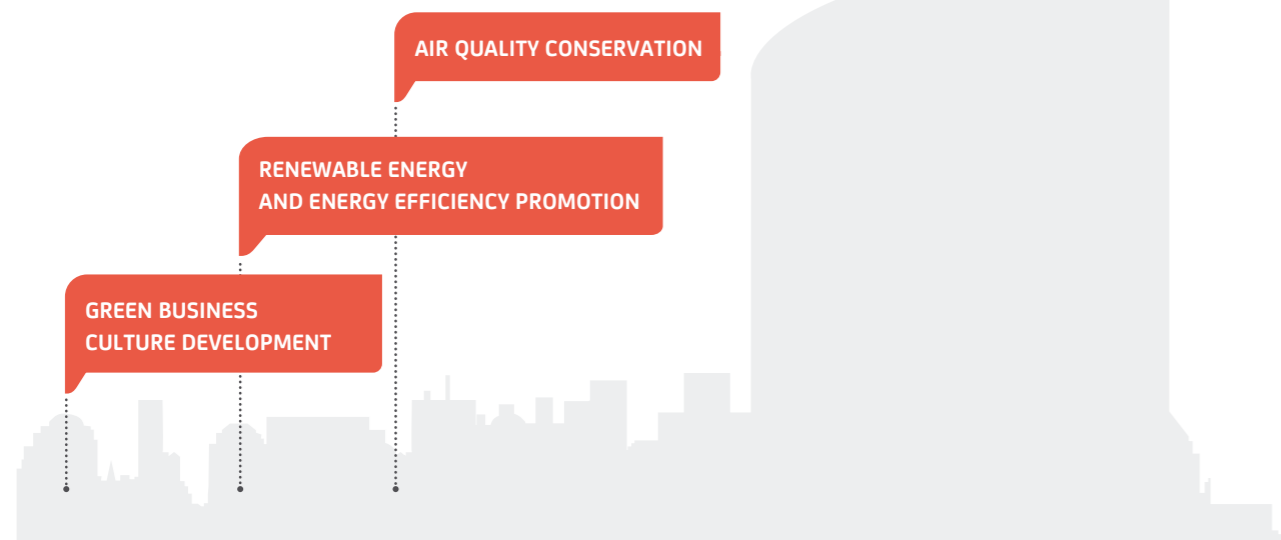 AIR QUALITY CONSERVATION
RENEWABLE ENERGY
AND ENERGY EFFICIENCY PROMOTION
GREEN BUSINESS
CULTURE DEVELOPMENT